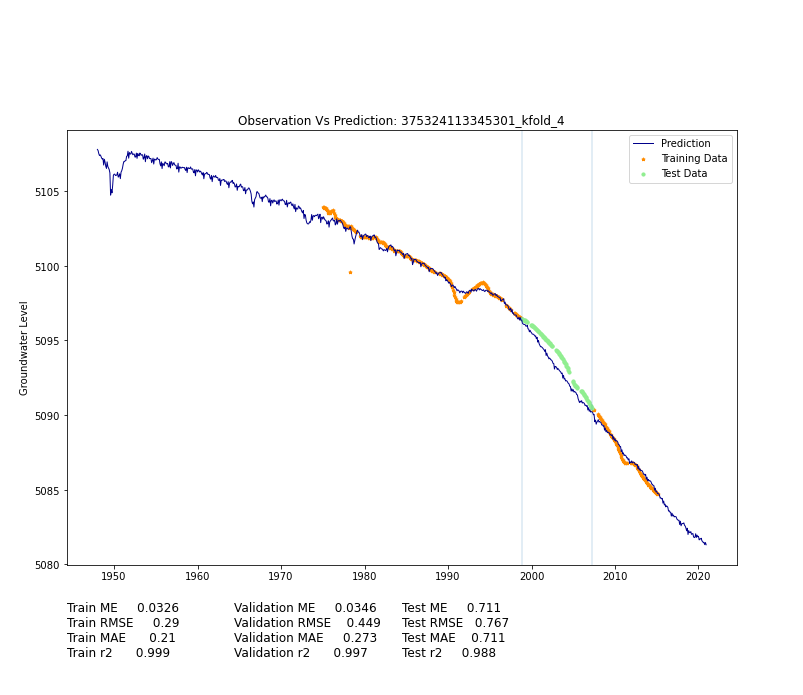 Observation Vs Prediction: 375324113345301_kfold_4
Prediction
Training Data
Test Data
Groundwater Level
5105
5100
5095
5090
5085
5080
1950 1960 1970 1980 1990 2000 2010 2020
Train ME 0.0326 Validation ME 0.0346 Test ME 0.711
Train RMSE 0.29 Validation RMSE 0.449 Test RMSE 0.767
Train MAE 0.21 Validation MAE 0.273 Test MAE 0.711
Train r2 0.999 Validation r2 0.997 Test r2 0.988